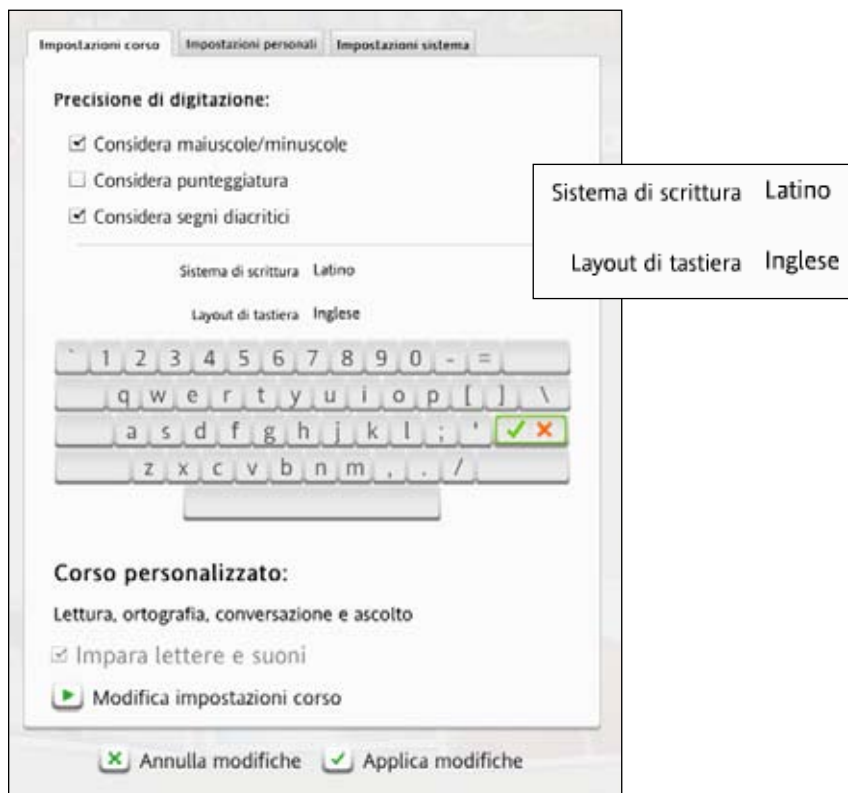 Impostazioni corso Impostazioni personali Impostazioni sistema
Precisione di digitazione:
Considera maiuscole/minuscole
Considera punteggiatura
Considera segni diacritici
Sistema di scrittura Latino
Layout di tastiera Inglese
Sistema di scrittura Latino
Layout di tastiera Inglese
` 1 2 3 4 5 6 7 8 9 0 - =
q w e r t y u i o p [ ] \
a s d f g h j k l ; '
z x c v b n m , . /
Corso personalizzato:
Lettura, ortografia, conversazione e ascolto
Impara lettere e suoni
Modifica impostazioni corso
Annulla modifiche Applica modifiche